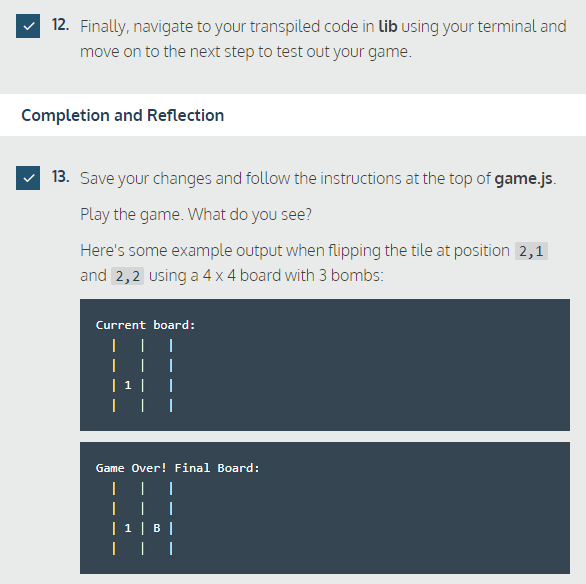 12. Finally, navigate to your transpiled code in lib using your terminal and
move on to the next step to test out your game.
Completion and Reflection
13. Save your changes and follow the instructions at the top of game.js.
Play the game. What do you see?
Here's some example output when flipping the tile at position 2,1
and 2,2 using a 4 x 4 board with 3 bombs:
Current board:
| | |
| | |
| 1 | |
| | |
Game Over! Final Board:
| | |
| | |
| 1 | B |
| | |